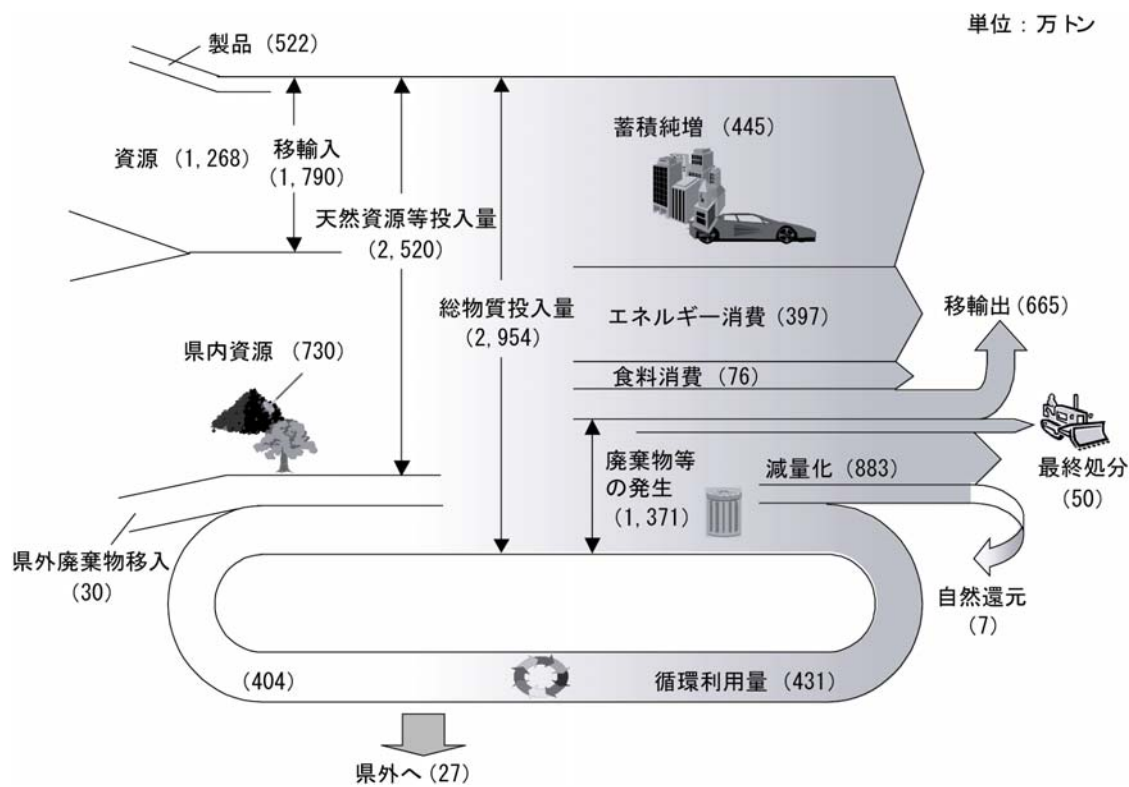 単位：万トン
製品（522）
資源（1,268）
移輸入
（1,790）
天然資源等投入量
（2,520）
総物質投入量
（2,954）
蓄積純増（445）
エネルギー消費（397）
食料消費（76）
移輸出（665）
県内資源（730）
廃棄物等
の発生
（1,371）
減量化（883）
最終処分
（50）
県外廃棄物移入
（30）
自然還元
（7）
（404）
循環利用量（431）
県外へ（27）